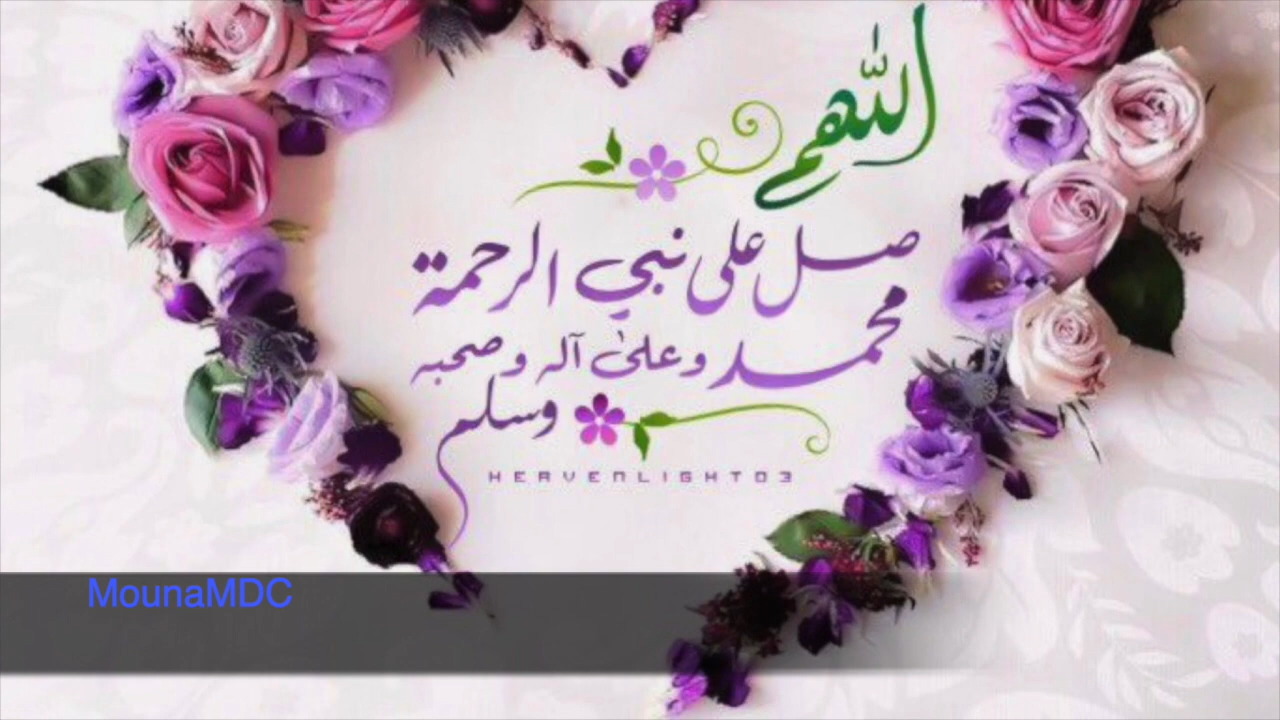 اللهم
صل على نبي الرحمة
محمد وعلىٰ آله وصحبه
وسلم
HEAVENLIGHT03
MounaMDC